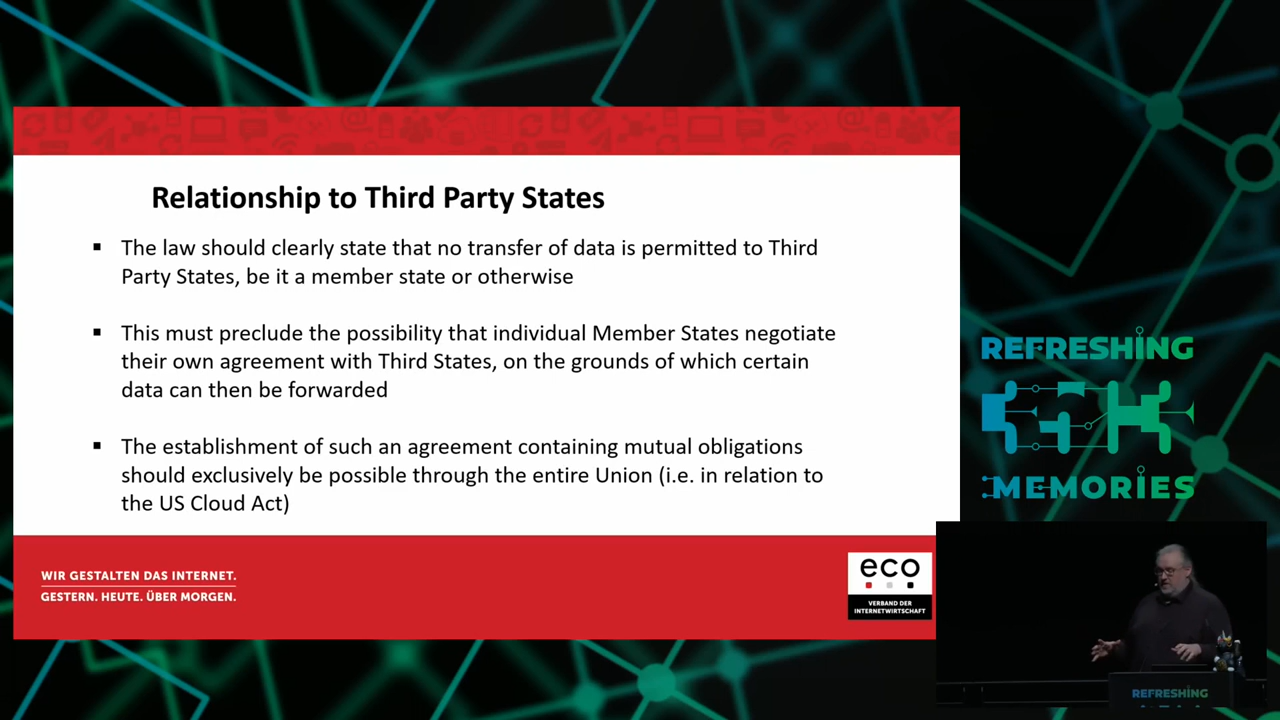 Relationship to Third Party States
▪ The law should clearly state that no transfer of data is permitted to Third
Party States, be it a member state or otherwise
▪ This must preclude the possibility that individual Member States negotiate
their own agreement with Third States, on the grounds of which certain
data can then be forwarded
▪ The establishment of such an agreement containing mutual obligations
should exclusively be possible through the entire Union (i.e. in relation to
the US Cloud Act)
WIR GESTALTEN DAS INTERNET.
GESTERN. HEUTE. ÜBER MORGEN.
eco
VERBAND DER
INTERNETWIRTSCHAFT
REFRESHING
MEMORIES
REFRESHING